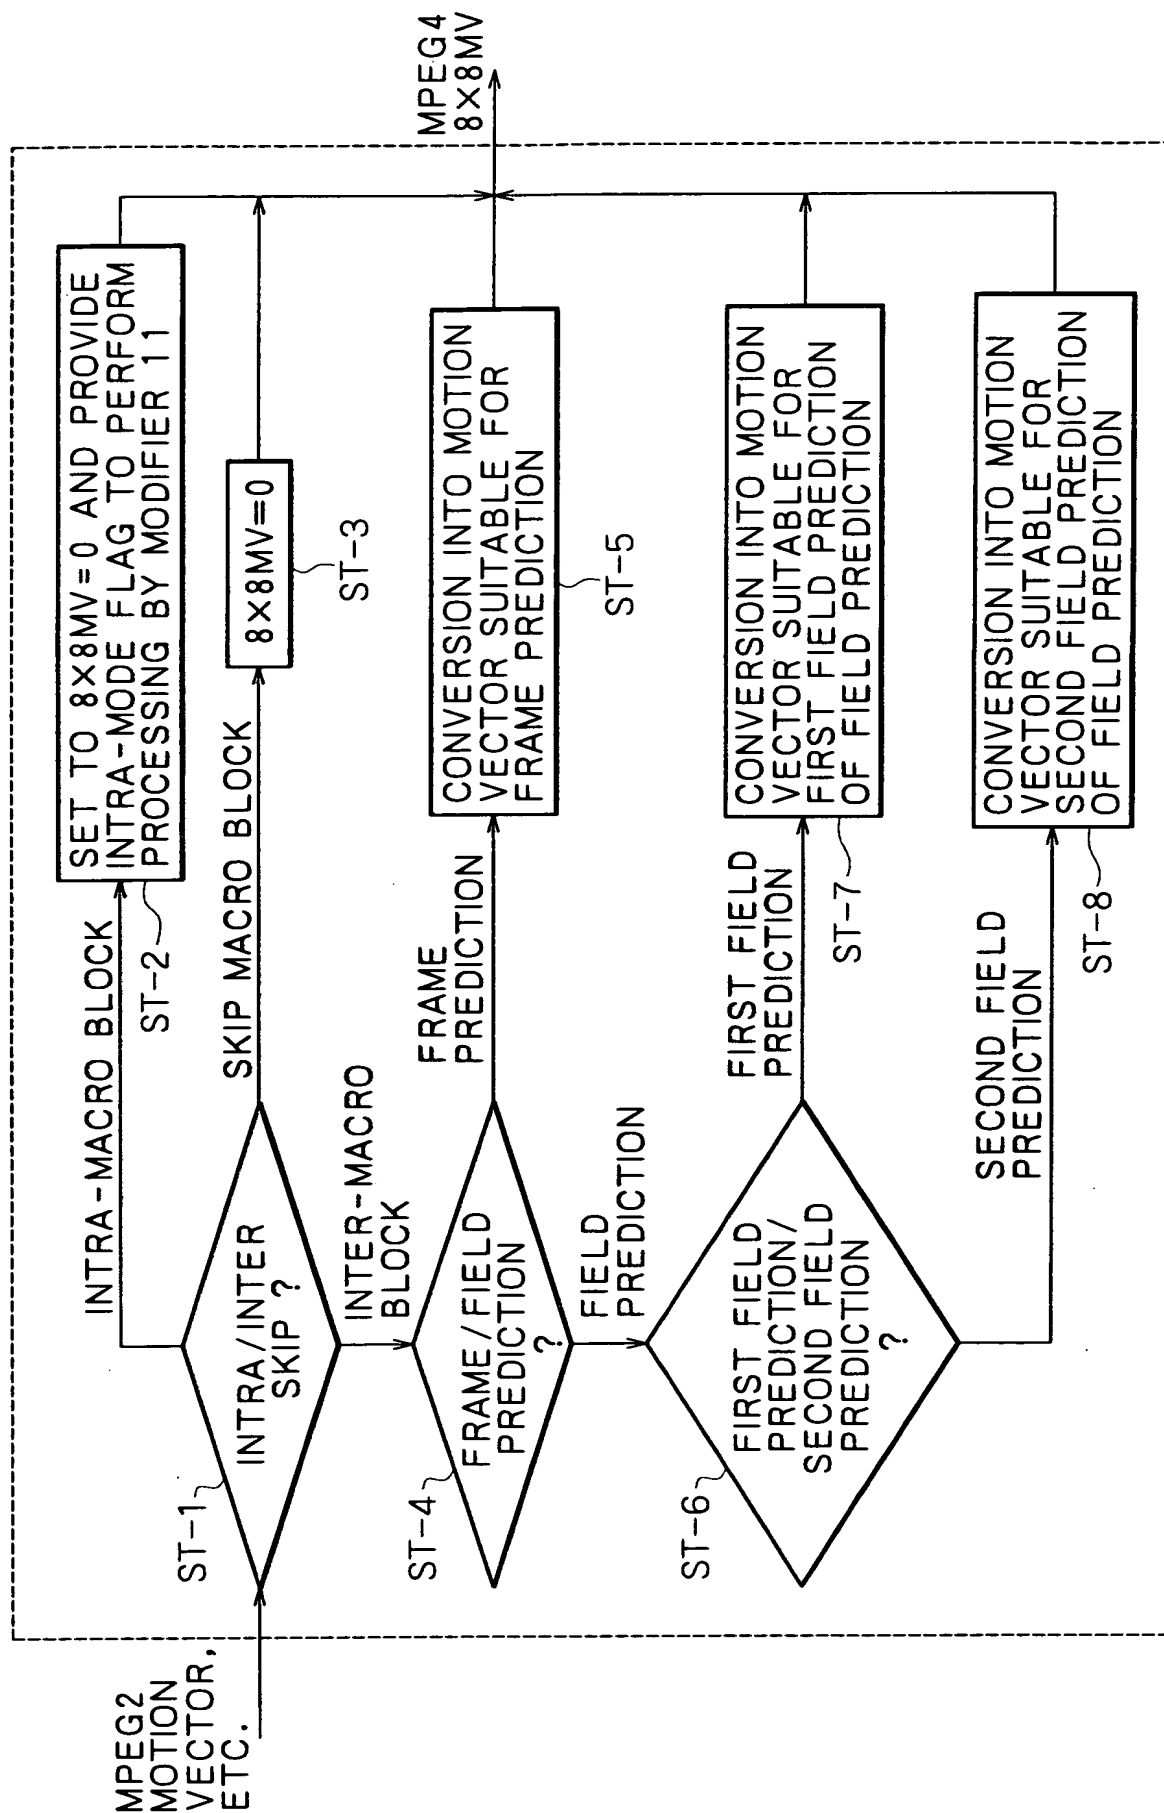 MPEG2
MOTION
VECTOR,
ETC.
ST-1
INTRA/INTER
SKIP ?
INTRA-MACRO BLOCK
ST-2
SET TO 8×8MV=0 AND PROVIDE
INTRA-MODE FLAG TO PERFORM
PROCESSING BY MODIFIER 11
SKIP MACRO BLOCK
8×8MV=0
ST-3
INTER-MACRO
BLOCK
ST-4
FRAME/FIELD
PREDICTION
?
FRAME
PREDICTION
CONVERSION INTO MOTION
VECTOR SUITABLE FOR
FRAME PREDICTION
ST-5
MPEG4
8×8MV
FIELD
PREDICTION
ST-6
FIRST FIELD
PREDICTION/
SECOND FIELD
PREDICTION
?
FIRST FIELD
PREDICTION
ST-7
CONVERSION INTO MOTION
VECTOR SUITABLE FOR
FIRST FIELD PREDICTION
OF FIELD PREDICTION
SECOND FIELD
PREDICTION
ST-8
CONVERSION INTO MOTION
VECTOR SUITABLE FOR
SECOND FIELD PREDICTION
OF FIELD PREDICTION